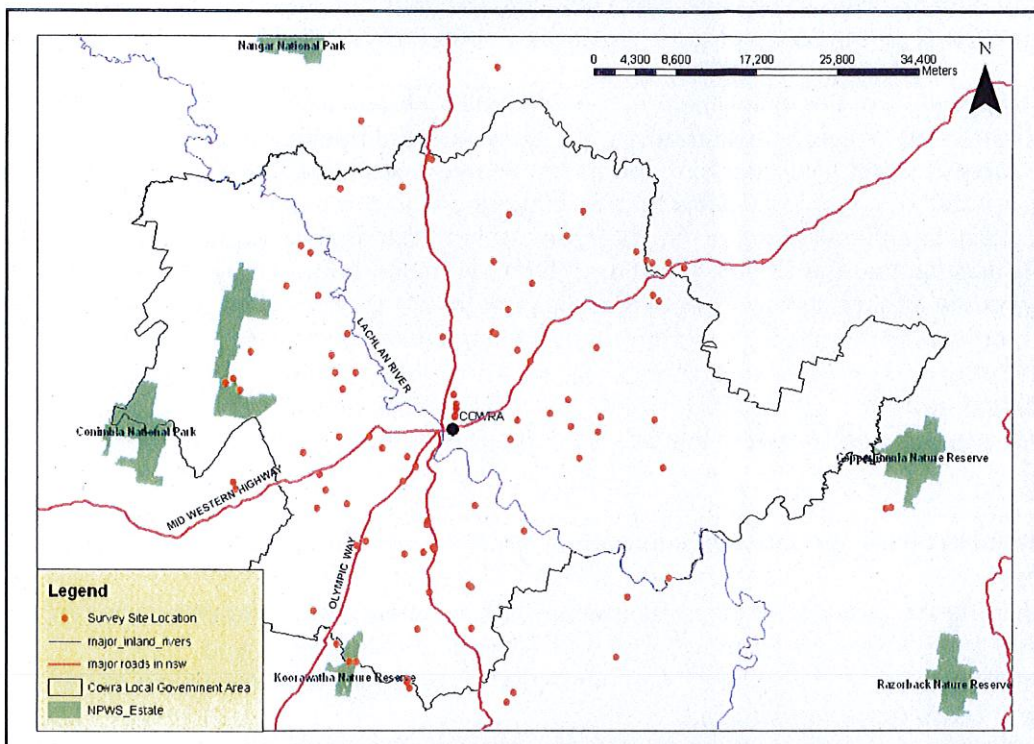 Nangar National Park
N
0 4,300 8,600 17,200 25,800 34,400
Meters
LACHLAN RIVER
COWRA
Conimbla National Park
Copperhannia Nature Reserve
MID WESTERN HIGHWAY
OLYMPIC WAY
Koorawatha Nature Reserve
Razorback Nature Reserve
Legend
Survey Site Location
major_inland_rivers
major roads in nsw
Cowra Local Government Area
NPWS_Estate